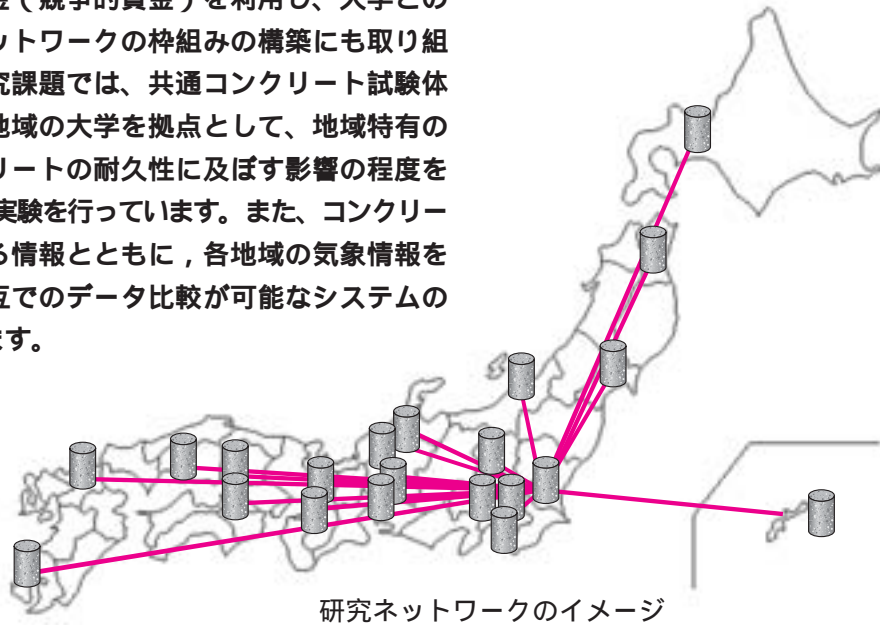 金（競争的資金）を利用し、大学との
ットワークの枠組みの構築にも取り組
究課題では、共通コンクリート試験体
地域の大学を拠点として、地域特有の
リートの耐久性に及ぼす影響の程度を
実験を行っています。また、コンクリー
る情報とともに，各地域の気象情報を
互でのデータ比較が可能なシステムの
ます。
研究ネットワークのイメージ